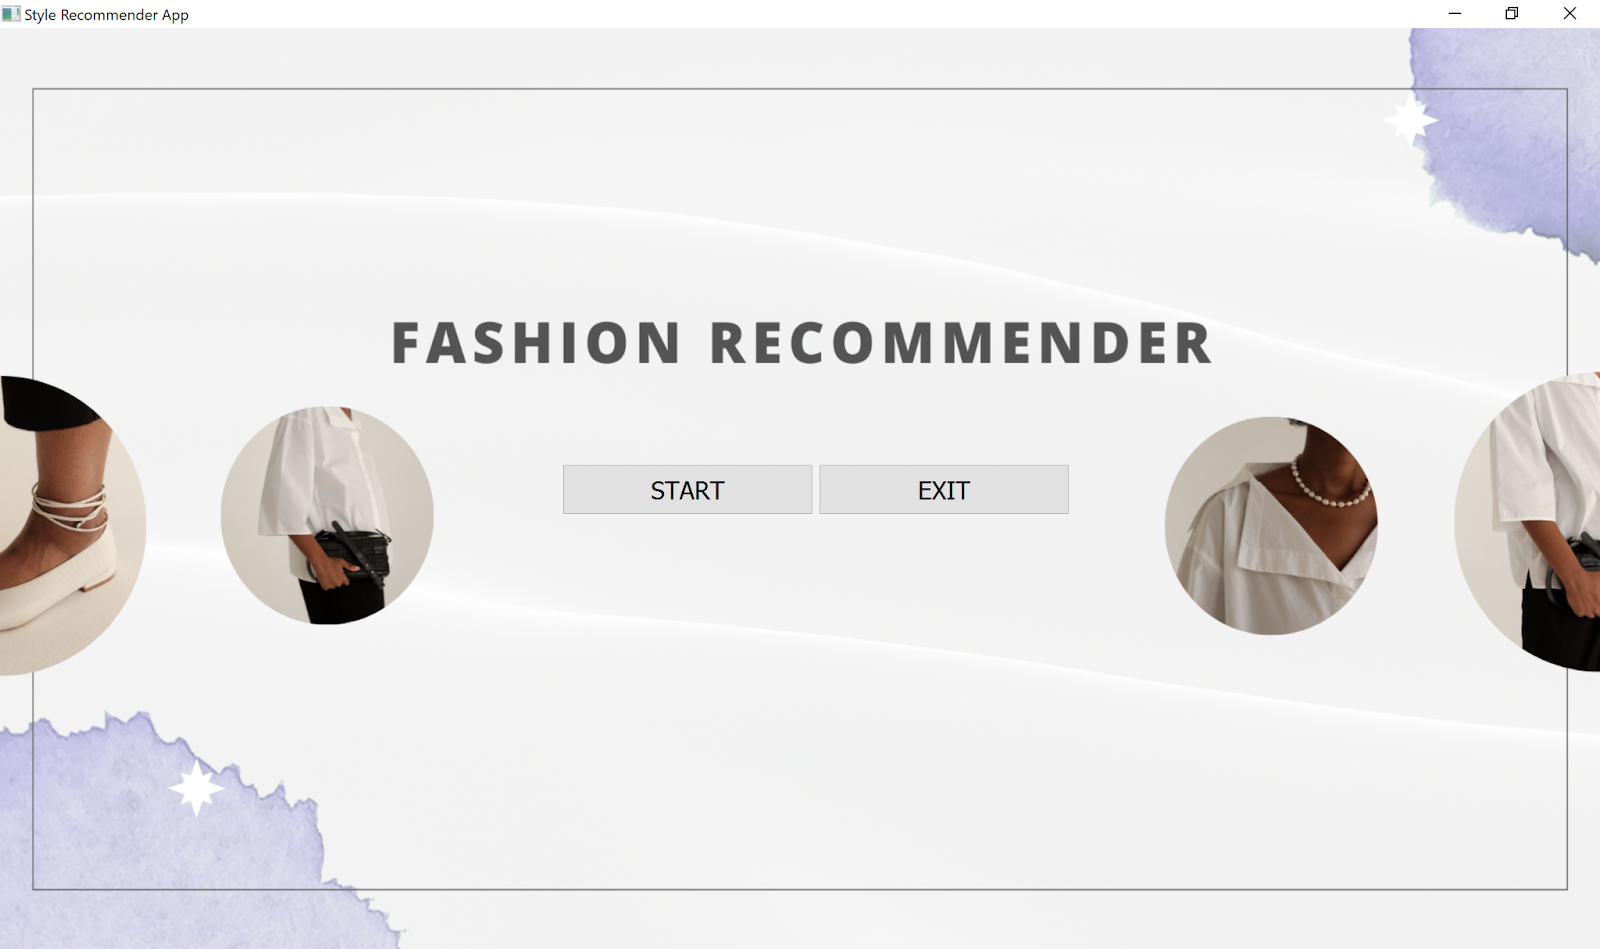 Style Recommender App
FASHION RECOMMENDER
START
EXIT